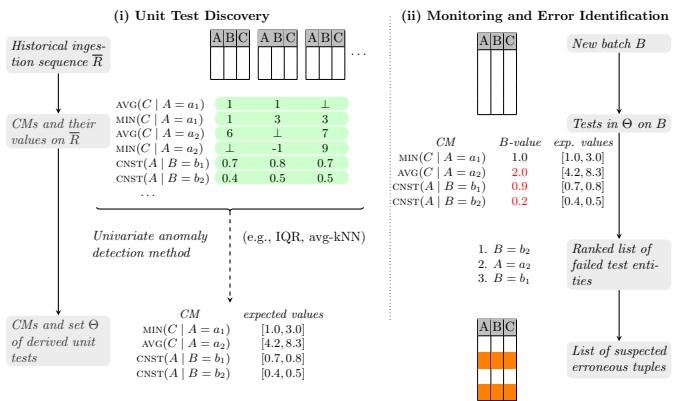 (i) Unit Test Discovery
Historical inges-
tion sequence R
A B C A B C A B C
...
CMs and their
values on R
AVG(C | A = a₁) 1 1 ⊥
MIN(C | A = a₁) 1 3 3
AVG(C | A = a₂) 6 ⊥ 7
MIN(C | A = a₂) ⊥ -1 9
CNST(A | B = b₁) 0.7 0.8 0.7
CNST(A | B = b₂) 0.4 0.5 0.5
...
Univariate anomaly
detection method
(e.g., IQR, avg-kNN)
CMs and set Θ
of derived unit
tests
CM expected values
MIN(C | A = a₁) [1.0, 3.0]
AVG(C | A = a₂) [4.2, 8.3]
CNST(A | B = b₁) [0.7, 0.8]
CNST(A | B = b₂) [0.4, 0.5]
(ii) Monitoring and Error Identification
A B C
New batch B
Tests in Θ on B
CM B-value exp. values
MIN(C | A = a₁) 1.0 [1.0, 3.0]
AVG(C | A = a₂) 2.0 [4.2, 8.3]
CNST(A | B = b₁) 0.9 [0.7, 0.8]
CNST(A | B = b₂) 0.2 [0.4, 0.5]
1. B = b₂
2. A = a₂
3. B = b₁
Ranked list of
failed test enti-
ties
A B C
List of suspected
erroneous tuples